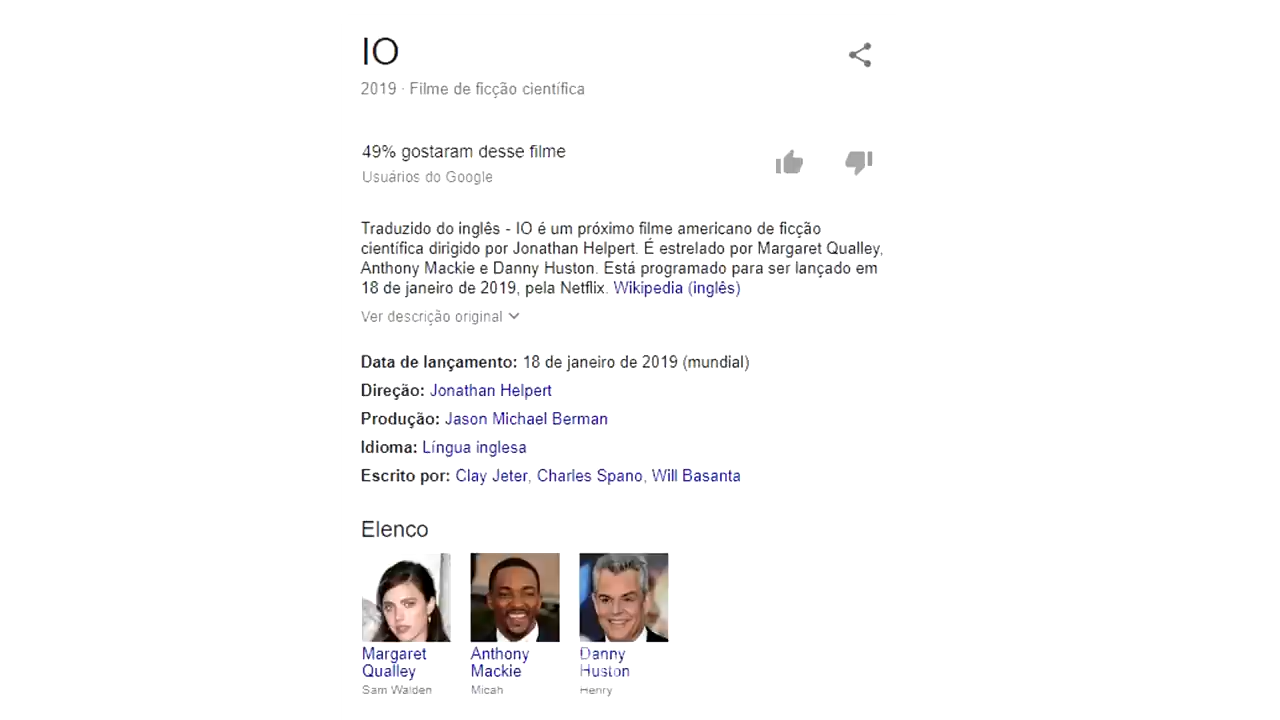 IO
2019 · Filme de ficção científica
49% gostaram desse filme
Usuários do Google
Traduzido do inglês - IO é um próximo filme americano de ficção
científica dirigido por Jonathan Helpert. É estrelado por Margaret Qualley,
Anthony Mackie e Danny Huston. Está programado para ser lançado em
18 de janeiro de 2019, pela Netflix. Wikipedia (inglês)
Ver descrição original
Data de lançamento: 18 de janeiro de 2019 (mundial)
Direção: Jonathan Helpert
Produção: Jason Michael Berman
Idioma: Língua inglesa
Escrito por: Clay Jeter, Charles Spano, Will Basanta
Elenco
Margaret
Qualley
Sam Walden
Anthony
Mackie
Micah
Danny
Huston
Henry